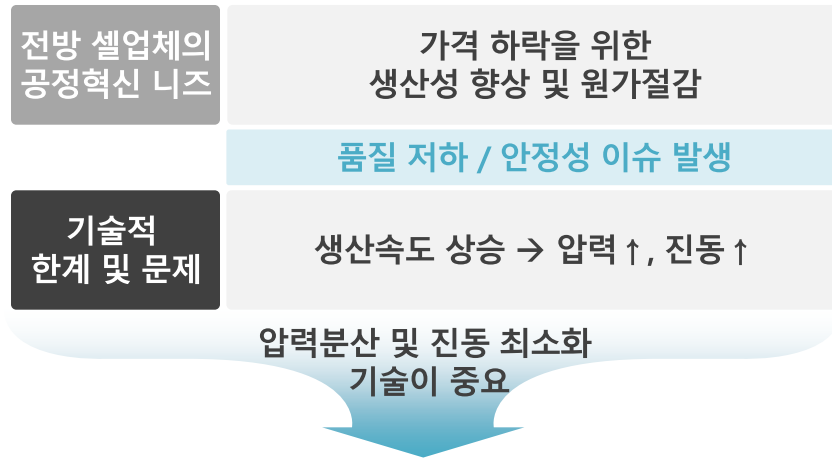 전방 셀업체의
공정혁신 니즈
가격 하락을 위한
생산성 향상 및 원가절감
품질 저하 / 안정성 이슈 발생
기술적
한계 및 문제
생산속도 상승 → 압력↑, 진동↑
압력분산 및 진동 최소화
기술이 중요